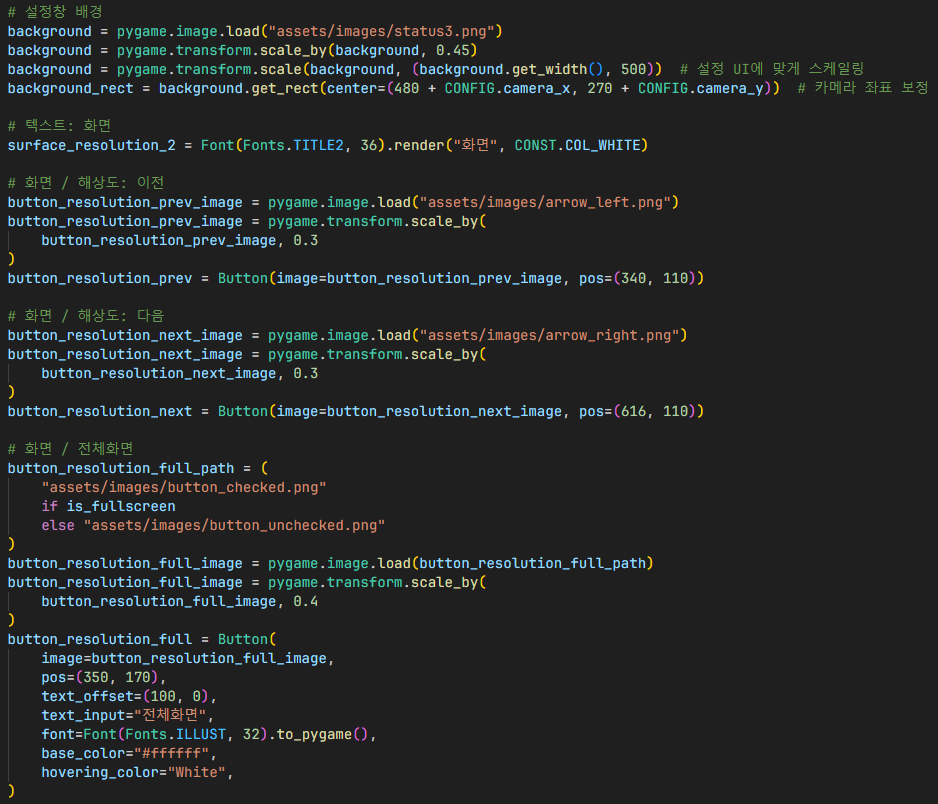 # 설정창 배경
background = pygame.image.load("assets/images/status3.png")
background = pygame.transform.scale_by(background, 0.45)
background = pygame.transform.scale(background, (background.get_width(), 500))  # 설정 UI에 맞게 스케일링
background_rect = background.get_rect(center=(480 + CONFIG.camera_x, 270 + CONFIG.camera_y))  # 카메라 좌표 보정

# 텍스트: 화면
surface_resolution_2 = Font(Fonts.TITLE2, 36).render("화면", CONST.COL_WHITE)

# 화면 / 해상도: 이전
button_resolution_prev_image = pygame.image.load("assets/images/arrow_left.png")
button_resolution_prev_image = pygame.transform.scale_by(
    button_resolution_prev_image, 0.3
)
button_resolution_prev = Button(image=button_resolution_prev_image, pos=(340, 110))

# 화면 / 해상도: 다음
button_resolution_next_image = pygame.image.load("assets/images/arrow_right.png")
button_resolution_next_image = pygame.transform.scale_by(
    button_resolution_next_image, 0.3
)
button_resolution_next = Button(image=button_resolution_next_image, pos=(616, 110))

# 화면 / 전체화면
button_resolution_full_path = (
    "assets/images/button_checked.png"
    if is_fullscreen
    else "assets/images/button_unchecked.png"
)
button_resolution_full_image = pygame.image.load(button_resolution_full_path)
button_resolution_full_image = pygame.transform.scale_by(
    button_resolution_full_image, 0.4
)
button_resolution_full = Button(
    image=button_resolution_full_image,
    pos=(350, 170),
    text_offset=(100, 0),
    text_input="전체화면",
    font=Font(Fonts.ILLUST, 32).to_pygame(),
    base_color="#ffffff",
    hovering_color="White",
)